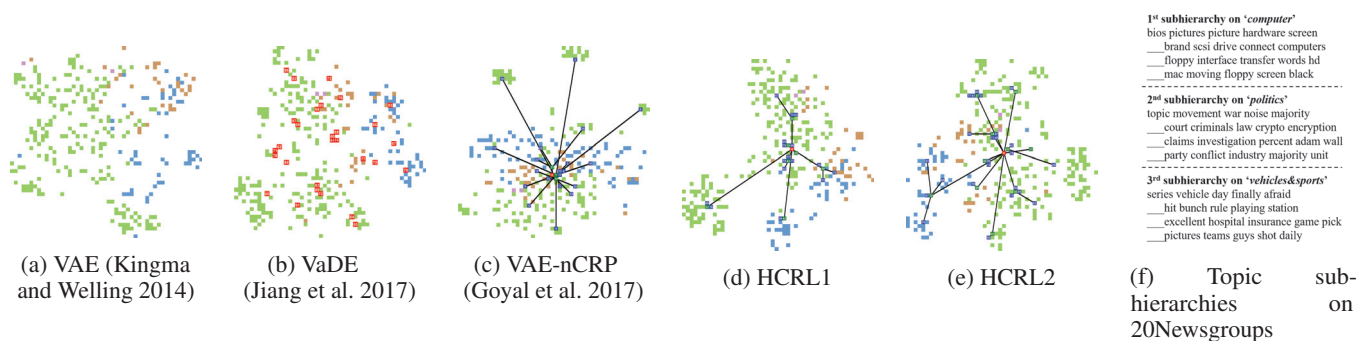 (a) VAE (Kingma
and Welling 2014)
(b) VaDE
(Jiang et al. 2017)
(c) VAE-nCRP
(Goyal et al. 2017)
(d) HCRL1
(e) HCRL2
1st subhierarchy on 'computer'
bios pictures picture hardware screen
___brand scsi drive connect computers
___floppy interface transfer words hd
___mac moving floppy screen black
2nd subhierarchy on 'politics'
topic movement war noise majority
___court criminals law crypto encryption
___claims investigation percent adam wall
___party conflict industry majority unit
3rd subhierarchy on 'vehicles&sports'
series vehicle day finally afraid
___hit bunch rule playing station
___excellent hospital insurance game pick
___pictures teams guys shot daily
(f) Topic sub-
hierarchies on
20Newsgroups